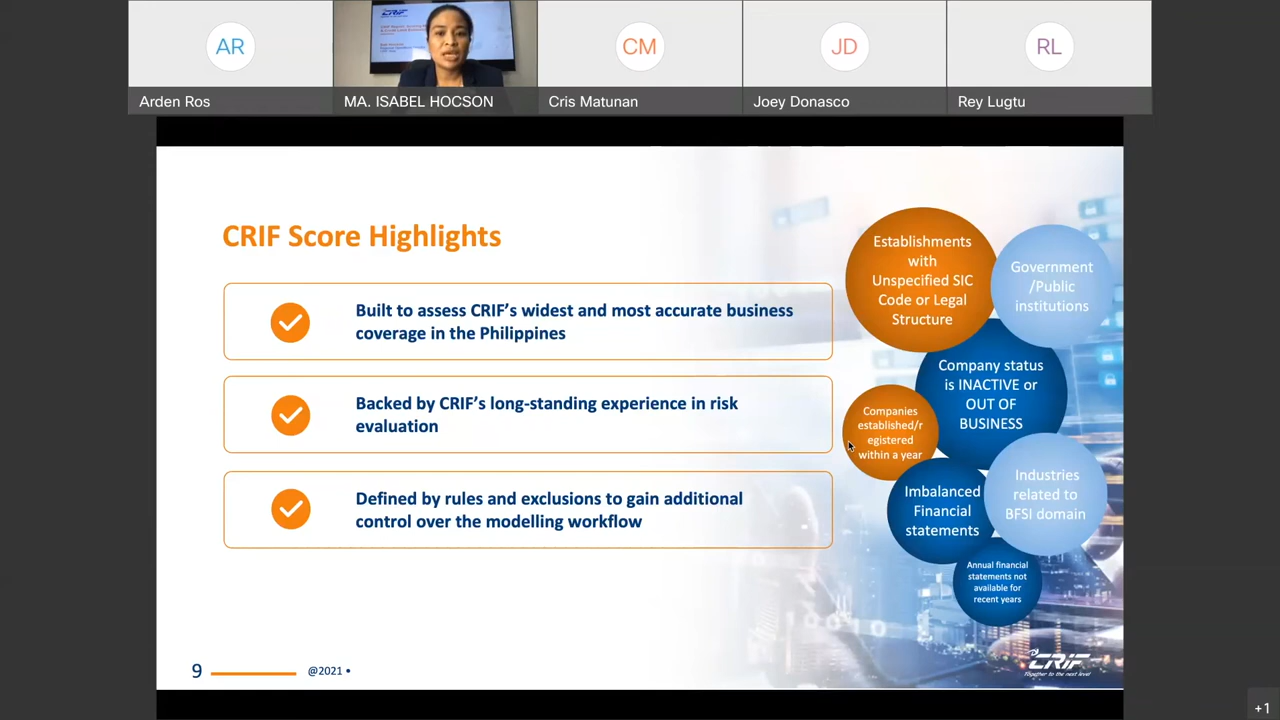 AR
CM
JD
RL
Arden Ros
MA. ISABEL HOCSON
Cris Matunan
Joey Donasco
Rey Lugtu
CRIF Score Highlights
Built to assess CRIF's widest and most accurate business
coverage in the Philippines
Backed by CRIF's long-standing experience in risk
evaluation
Defined by rules and exclusions to gain additional
control over the modelling workflow
Establishments
with
Unspecified SIC
Code or Legal
Structure
Government
/Public
institutions
Company status
is INACTIVE or
OUT OF
BUSINESS
Companies
established/r
egistered
within a year
Imbalanced
Financial
statements
Industries
related to
BFSI domain
Annual financial
statements not
available for
recent years
9
@2021 •
CRIF
Together to the next level
+1